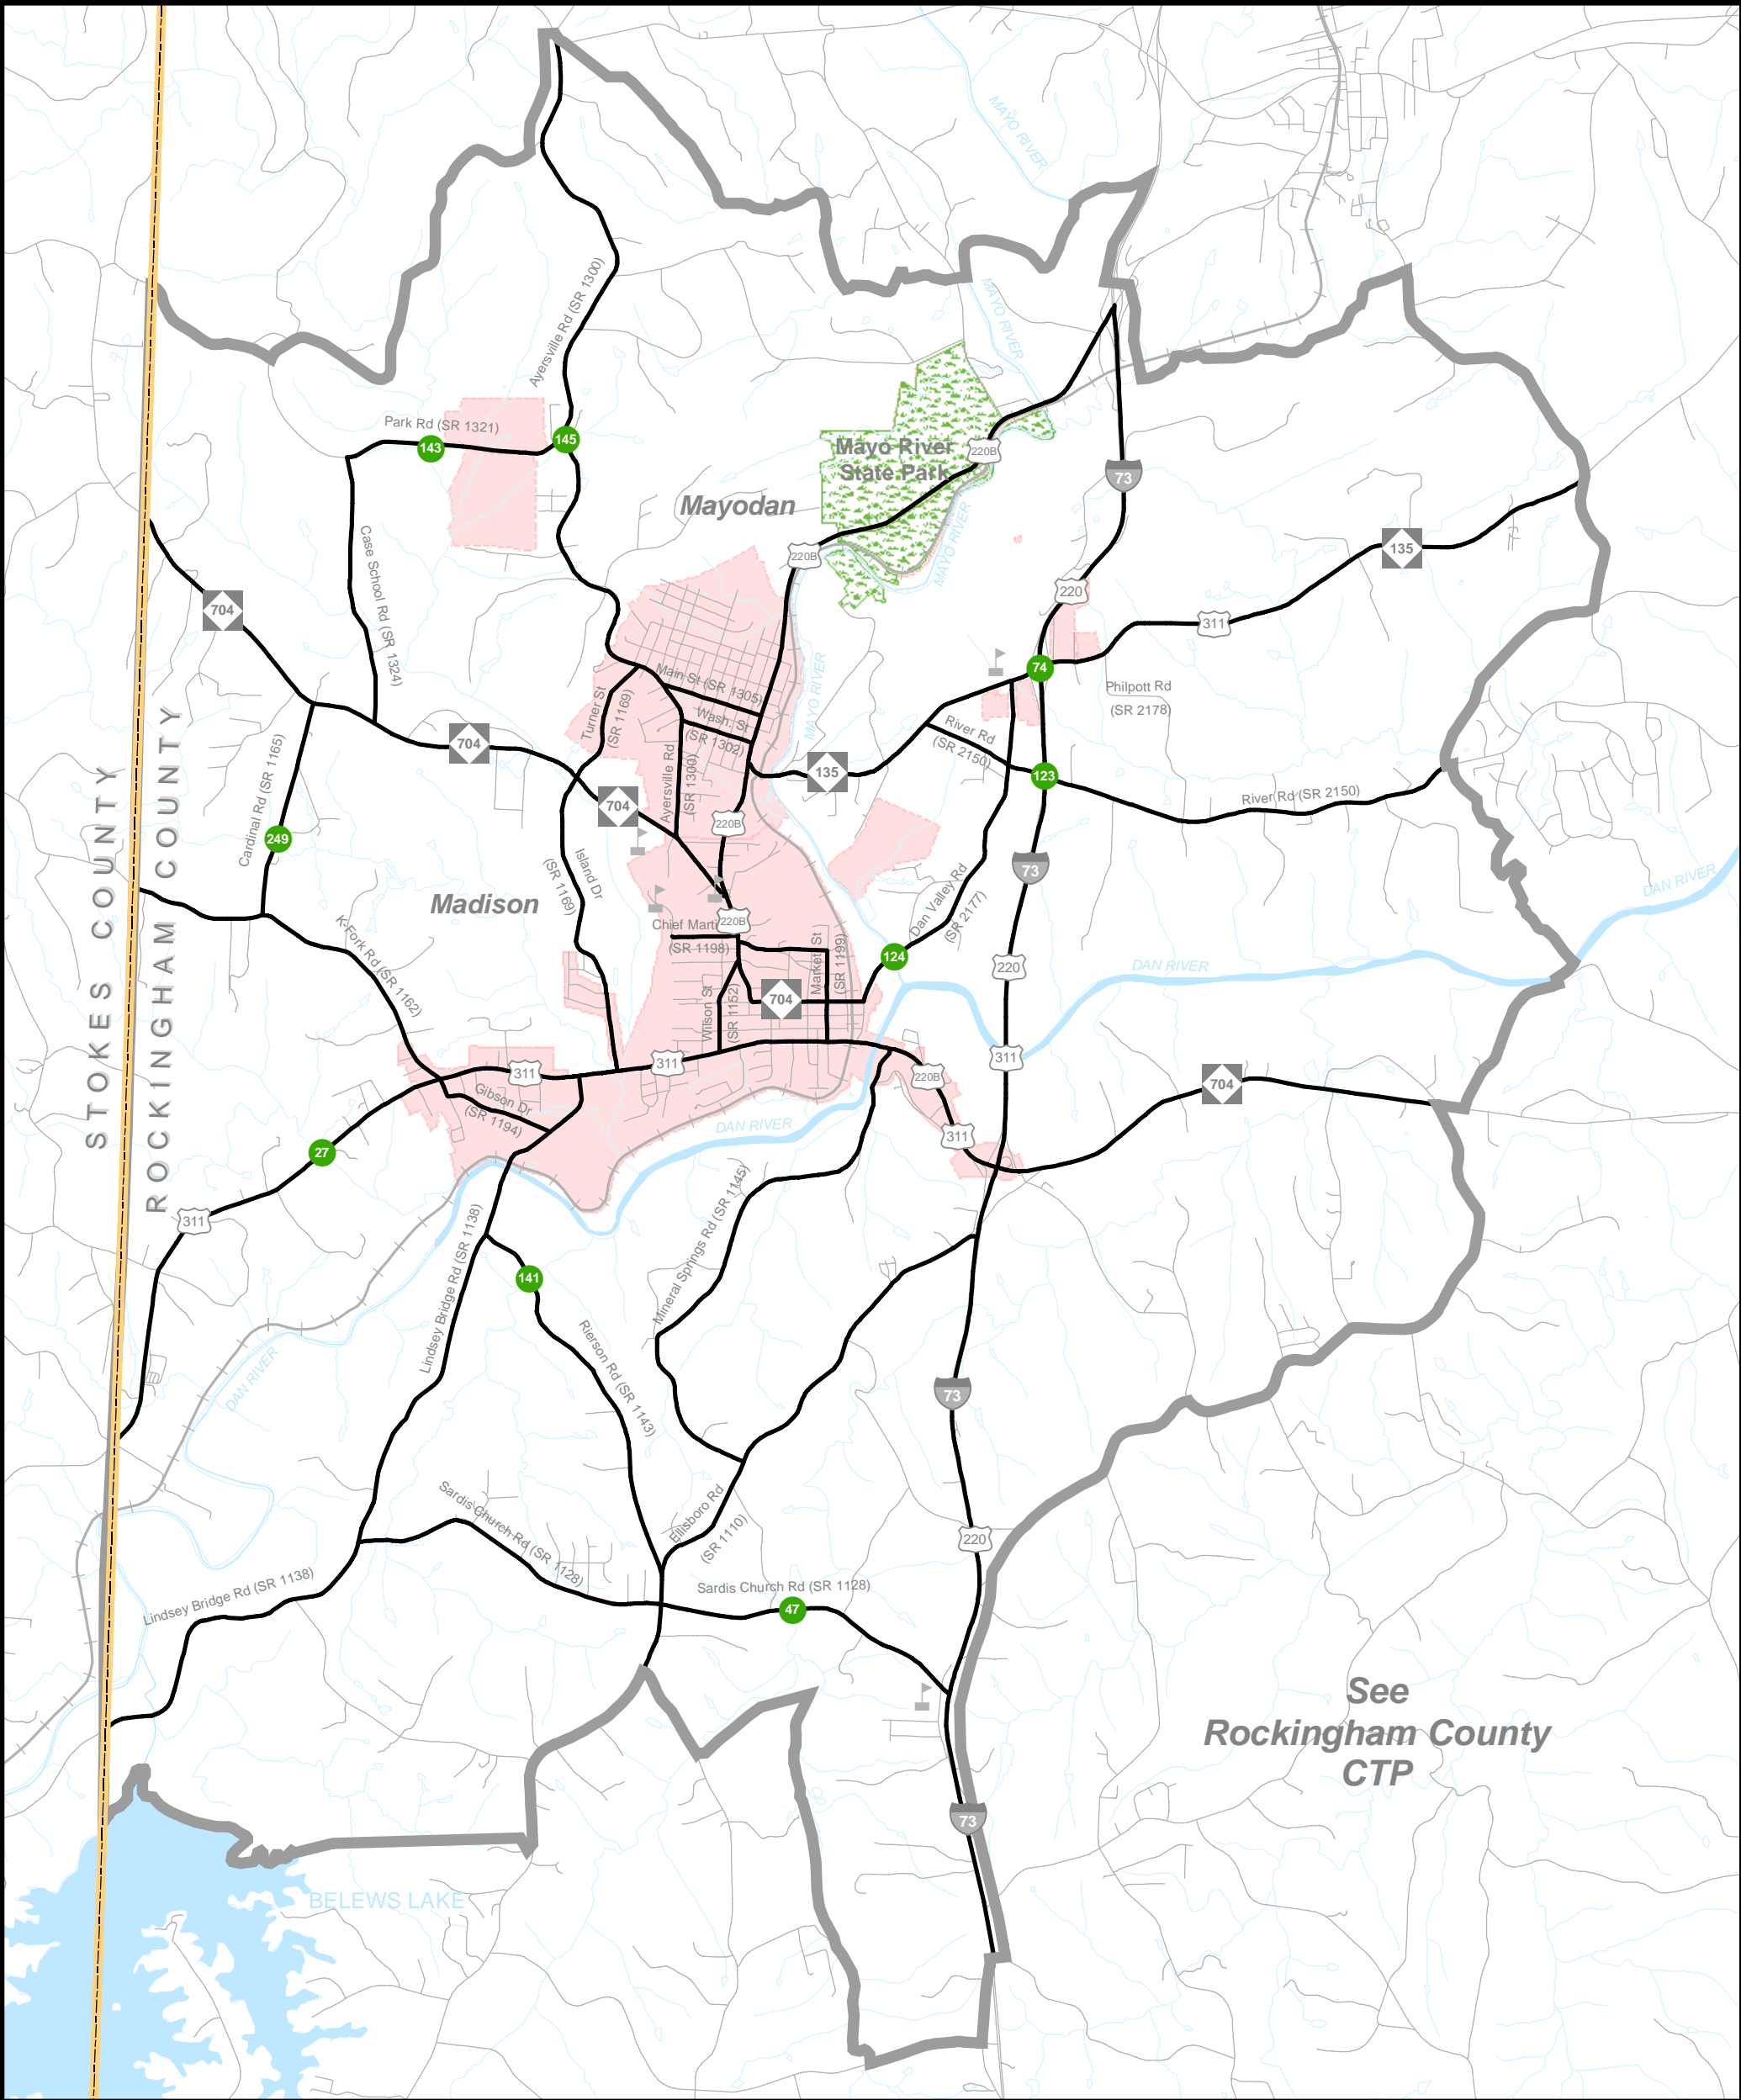 MAYO RIVER
Ayersville Rd (SR 1300)
MAYO RIVER
Park Rd (SR 1321)
143
145
Mayo River
State Park
220B
73
Mayodan
MAYO RIVER
220B
135
Case School Rd (SR 1324)
704
220
311
74
Main St (SR 1305)
Turner St
(SR 1169)
Wash. St
(SR 1302)
MAYO RIVER
Philpott Rd
(SR 2178)
River Rd
(SR 2150)
704
135
123
River Rd (SR 2150)
704
Ayersville Rd
(SR 1300)
220B
Cardinal Rd (SR 1165)
249
Island Dr
(SR 1169)
73
DAN RIVER
Madison
Dan Valley Rd
(SR 2177)
Chief Marti
(SR 1198)
220B
K-Fork Rd (SR 1162)
124
220
DAN RIVER
Market St
(SR 1199)
Wilson St
(SR 1152)
704
STOKES COUNTY
ROCKINGHAM COUNTY
311
311
311
220B
704
Gibson Dr
(SR 1194)
DAN RIVER
311
27
311
Mineral Springs Rd (SR 1145)
Lindsey Bridge Rd (SR 1138)
141
Rierson Rd (SR 1143)
DAN RIVER
73
Sardis Church Rd (SR 1128)
Ellisboro Rd
(SR 1110)
220
Lindsey Bridge Rd (SR 1138)
Sardis Church Rd (SR 1128)
47
See
Rockingham County
CTP
73
BELEWS LAKE